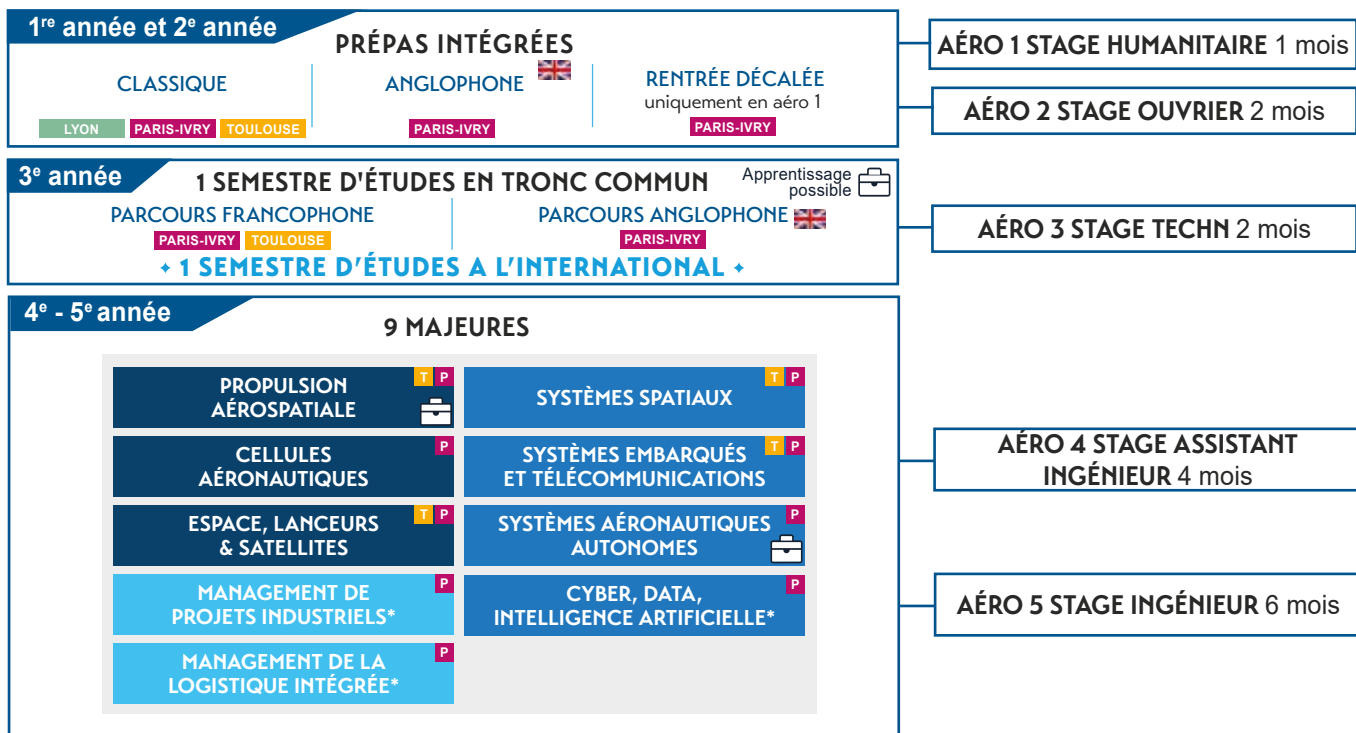 1re année et 2e année
PRÉPAS INTÉGRÉES
CLASSIQUE
LYON PARIS-IVRY TOULOUSE
ANGLOPHONE
PARIS-IVRY
RENTRÉE DÉCALÉE
uniquement en aéro 1
PARIS-IVRY
AÉRO 1 STAGE HUMANITAIRE 1 mois
AÉRO 2 STAGE OUVRIER 2 mois
3e année
1 SEMESTRE D'ÉTUDES EN TRONC COMMUN
Apprentissage
possible
PARCOURS FRANCOPHONE
PARIS-IVRY TOULOUSE
PARCOURS ANGLOPHONE
PARIS-IVRY
+ 1 SEMESTRE D'ÉTUDES A L'INTERNATIONAL +
AÉRO 3 STAGE TECHN 2 mois
4e - 5e année
9 MAJEURES
PROPULSION
AÉROSPATIALE
T P
SYSTÈMES SPATIAUX
T P
CELLULES
AÉRONAUTIQUES
P
SYSTÈMES EMBARQUÉS
ET TÉLÉCOMMUNICATIONS
T P
ESPACE, LANCEURS
& SATELLITES
T P
SYSTÈMES AÉRONAUTIQUES
AUTONOMES
P
MANAGEMENT DE
PROJETS INDUSTRIELS*
P
CYBER, DATA,
INTELLIGENCE ARTIFICIELLE*
P
MANAGEMENT DE LA
LOGISTIQUE INTÉGRÉE*
P
AÉRO 4 STAGE ASSISTANT
INGÉNIEUR 4 mois
AÉRO 5 STAGE INGÉNIEUR 6 mois